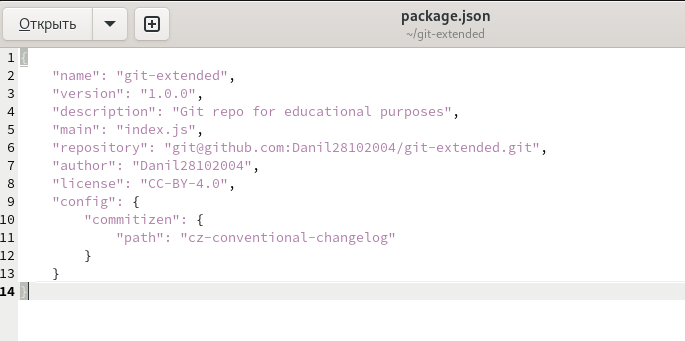 Открыть
package.json
~/git-extended
1 {
2     "name": "git-extended",
3     "version": "1.0.0",
4     "description": "Git repo for educational purposes",
5     "main": "index.js",
6     "repository": "git@github.com:Danil28102004/git-extended.git",
7     "author": "Danil28102004",
8     "license": "CC-BY-4.0",
9     "config": {
10         "commitizen": {
11             "path": "cz-conventional-changelog"
12         }
13     }
14 }